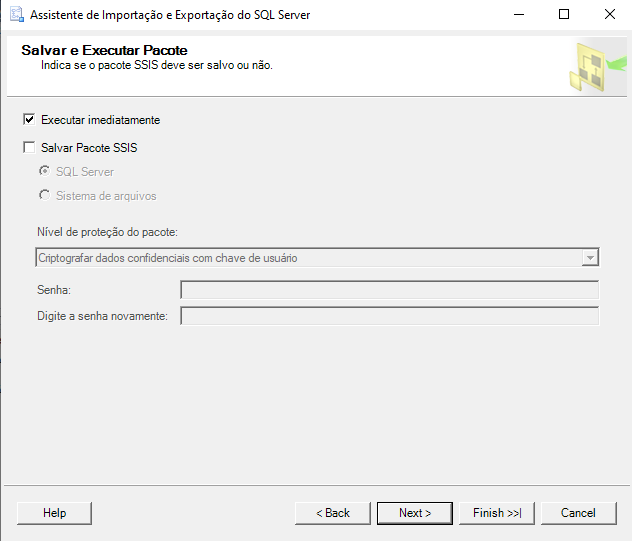 Assistente de Importação e Exportação do SQL Server
Salvar e Executar Pacote
Indica se o pacote SSIS deve ser salvo ou não.
Executar imediatamente
Salvar Pacote SSIS
SQL Server
Sistema de arquivos
Nível de proteção do pacote:
Criptografar dados confidenciais com chave de usuário
Senha:
Digite a senha novamente:
Help < Back Next > Finish >>| Cancel